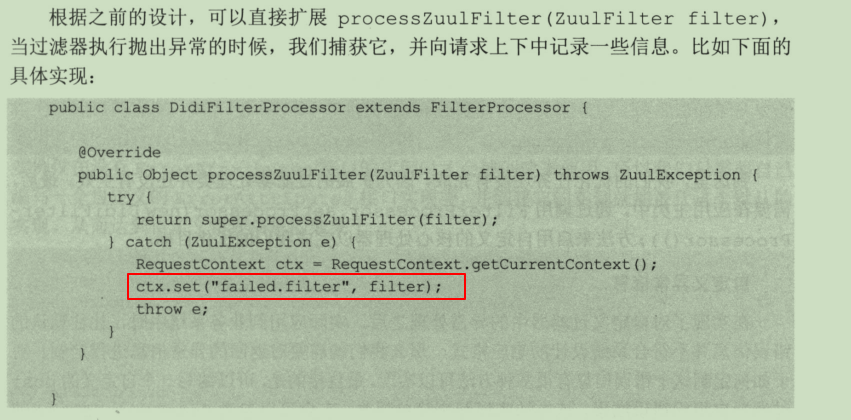 根据之前的设计，可以直接扩展 processZuulFilter(ZuulFilter filter)，
当过滤器执行抛出异常的时候，我们捕获它，并向请求上下中记录一些信息。比如下面的
具体实现：
public class DidiFilterProcessor extends FilterProcessor {
@Override
public Object processZuulFilter(ZuulFilter filter) throws ZuulException {
try {
return super.processZuulFilter(filter);
} catch (ZuulException e) {
RequestContext ctx = RequestContext.getCurrentContext();
ctx.set("failed.filter", filter);
throw e;
}
}
}